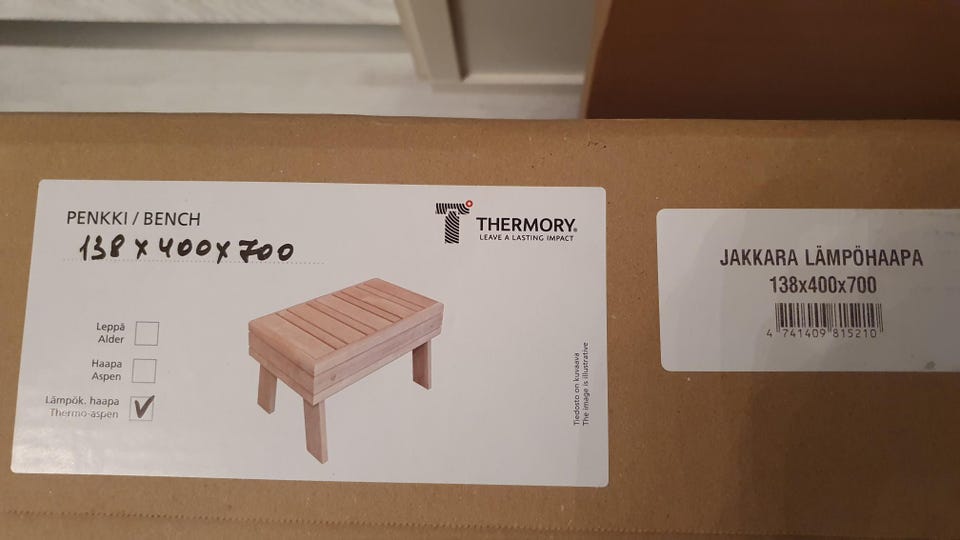 PENKKI / BENCH
138 x 400 x 700
THERMORY®
LEAVE A LASTING IMPACT
Leppä
Alder
Haapa
Aspen
Lämpök. haapa
Thermo-aspen
Tiedosto on kuvaava
The image is illustrative
JAKKARA LÄMPÖHAAPA
138x400x700
4 741409 815210